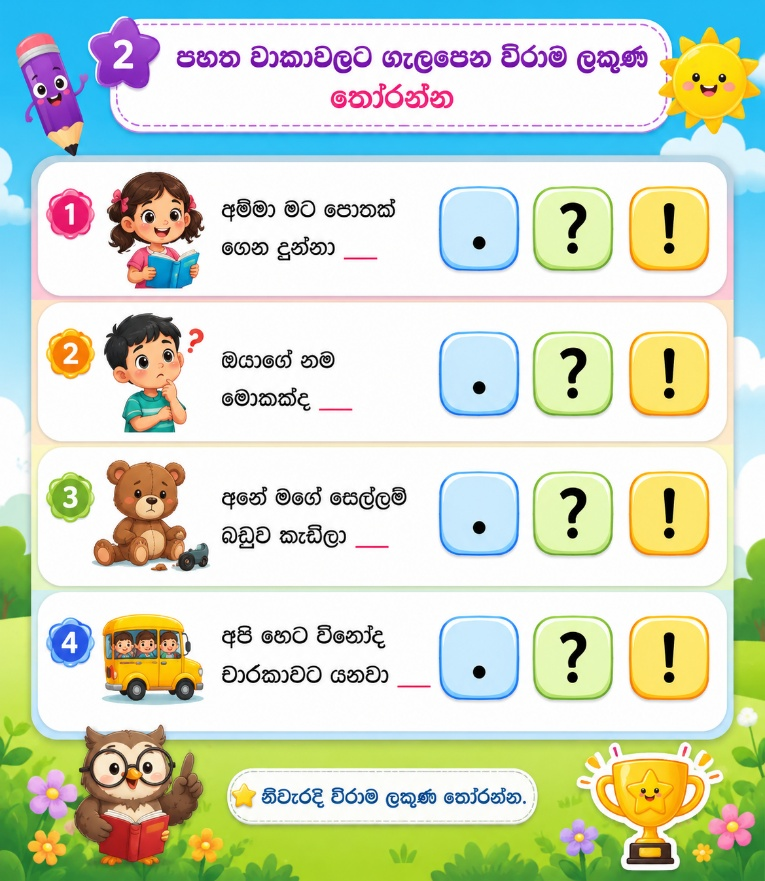 2
පහත වාකාවලට ගැලපෙන විරාම ලකුණ
තෝරන්න
1
අම්මා මට පොතක්
ගෙන දුන්නා ___
. ? !
2
?
ඔයාගේ නම
මොකක්ද ___
. ? !
3
අනේ මගේ සෙල්ලම්
බඩුව කැඩිලා ___
. ? !
4
අපි හෙට විනෝද
චාරිකාවට යනවා ___
. ? !
නිවැරදි විරාම ලකුණ තෝරන්න.